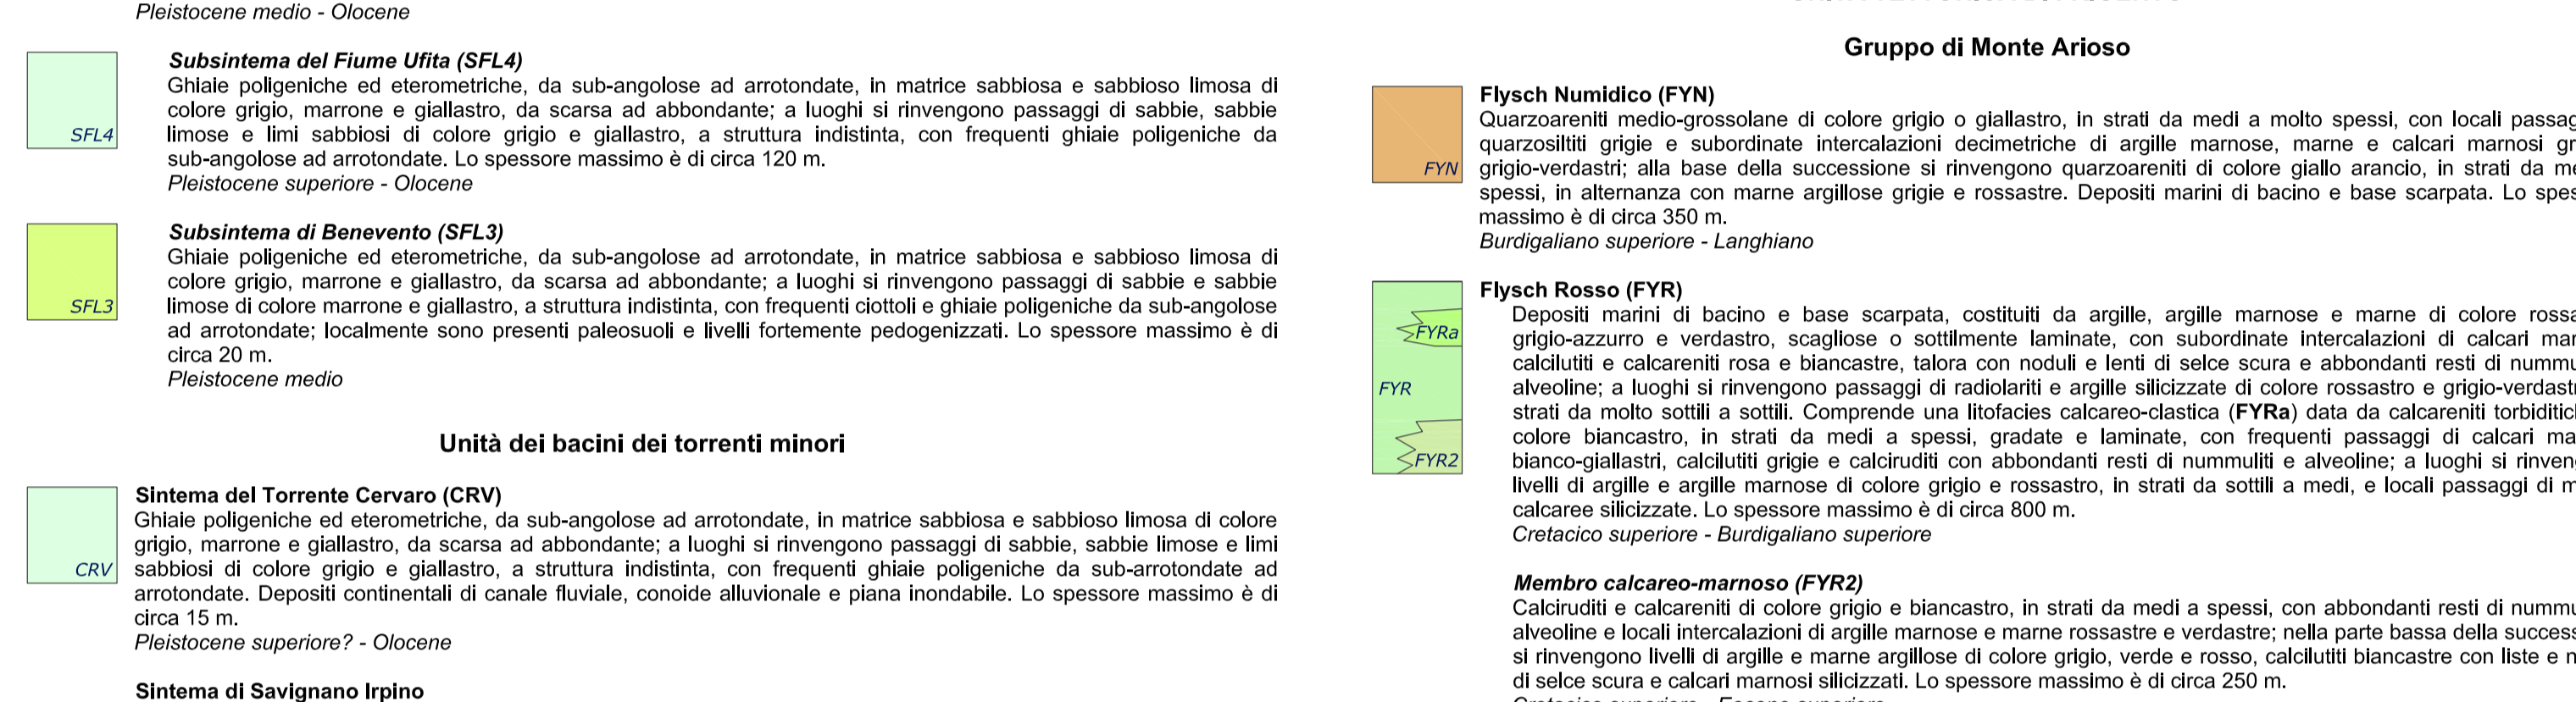 Pleistocene medio - Olocene
Subsintema del Fiume Ufita (SFL4)
Ghiaie poligeniche ed eterometriche, da sub-angolose ad arrotondate, in matrice sabbiosa e sabbioso limosa di
colore grigio, marrone e giallastro, da scarsa ad abbondante; a luoghi si rinvengono passaggi di sabbie, sabbie
limose e limi sabbiosi di colore grigio e giallastro, a struttura indistinta, con frequenti ghiaie poligeniche da
sub-angolose ad arrotondate. Lo spessore massimo è di circa 120 m.
Pleistocene superiore - Olocene
SFL4
Subsintema di Benevento (SFL3)
Ghiaie poligeniche ed eterometriche, da sub-angolose ad arrotondate, in matrice sabbiosa e sabbioso limosa di
colore grigio, marrone e giallastro, da scarsa ad abbondante; a luoghi si rinvengono passaggi di sabbie e sabbie
limose di colore marrone e giallastro, a struttura indistinta, con frequenti ciottoli e ghiaie poligeniche da sub-angolose
ad arrotondate; localmente sono presenti paleosuoli e livelli fortemente pedogenizzati. Lo spessore massimo è di
circa 20 m.
Pleistocene medio
SFL3
Unità dei bacini dei torrenti minori
Sintema del Torrente Cervaro (CRV)
Ghiaie poligeniche ed eterometriche, da sub-angolose ad arrotondate, in matrice sabbiosa e sabbioso limosa di colore
grigio, marrone e giallastro, da scarsa ad abbondante; a luoghi si rinvengono passaggi di sabbie, sabbie limose e limi
sabbiosi di colore grigio e giallastro, a struttura indistinta, con frequenti ghiaie poligeniche da sub-arrotondate ad
arrotondate. Depositi continentali di canale fluviale, conoide alluvionale e piana inondabile. Lo spessore massimo è di
circa 15 m.
Pleistocene superiore? - Olocene
CRV
Sintema di Savignano Irpino
Gruppo di Monte Arioso
Flysch Numidico (FYN)
Quarzoareniti medio-grossolane di colore grigio o giallastro, in strati da medi a molto spessi, con locali passag
quarzosiltiti grigie e subordinate intercalazioni decimetriche di argille marnose, marne e calcari marnosi gr
grigio-verdastri; alla base della successione si rinvengono quarzoareniti di colore giallo arancio, in strati da me
spessi, in alternanza con marne argillose grigie e rossastre. Depositi marini di bacino e base scarpata. Lo spes
massimo è di circa 350 m.
Burdigaliano superiore - Langhiano
FYN
Flysch Rosso (FYR)
Depositi marini di bacino e base scarpata, costituiti da argille, argille marnose e marne di colore rossa
grigio-azzurro e verdastro, scagliose o sottilmente laminate, con subordinate intercalazioni di calcari mar
calcilutiti e calcareniti rosa e biancastre, talora con noduli e lenti di selce scura e abbondanti resti di nummu
alveoline; a luoghi si rinvengono passaggi di radiolariti e argille silicizzate di colore rossastro e grigio-verdast
strati da molto sottili a sottili. Comprende una litofacies calcareo-clastica (FYRa) data da calcareniti torbiditic
colore biancastro, in strati da medi a spessi, gradate e laminate, con frequenti passaggi di calcari ma
bianco-giallastri, calcilutiti grigie e calciruditi con abbondanti resti di nummuliti e alveoline; a luoghi si rinven
livelli di argille e argille marnose di colore grigio e rossastro, in strati da sottili a medi, e locali passaggi di m
calcaree silicizzate. Lo spessore massimo è di circa 800 m.
Cretacico superiore - Burdigaliano superiore
FYRa
FYR
FYR2
Membro calcareo-marnoso (FYR2)
Calciruditi e calcareniti di colore grigio e biancastro, in strati da medi a spessi, con abbondanti resti di nummu
alveoline e locali intercalazioni di argille marnose e marne rossastre e verdastre; nella parte bassa della success
si rinvengono livelli di argille e marne argillose di colore grigio, verde e rosso, calcilutiti biancastre con liste e n
di selce scura e calcari marnosi silicizzati. Lo spessore massimo è di circa 250 m.